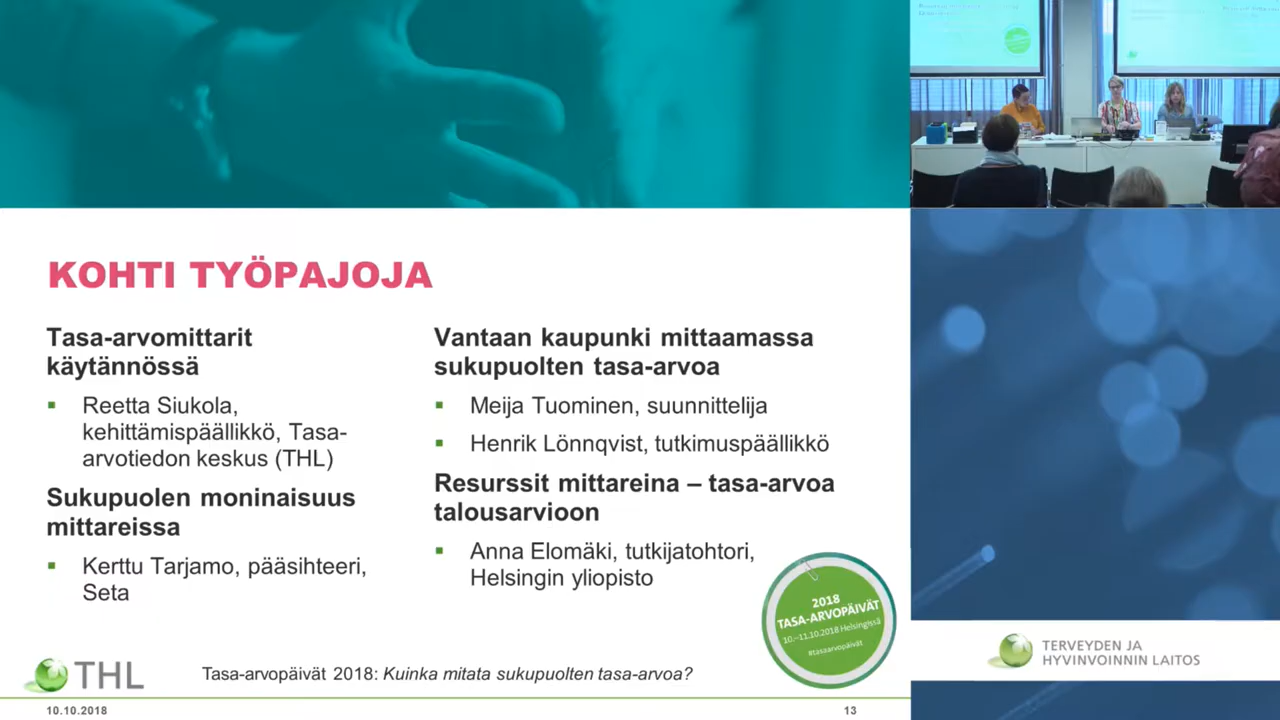 KOHTI TYÖPAJOJA
Tasa-arvomittarit
käytännössä
Reetta Siukola,
kehittämispäällikkö, Tasa-
arvotiedon keskus (THL)
Sukupuolen moninaisuus
mittareissa
Kerttu Tarjamo, pääsihteeri,
Seta
Vantaan kaupunki mittaamassa
sukupuolten tasa-arvoa
Meija Tuominen, suunnittelija
Henrik Lönnqvist, tutkimuspäällikkö
Resurssit mittareina – tasa-arvoa
talousarvioon
Anna Elomäki, tutkijatohtori,
Helsingin yliopisto
2018
TASA-ARVOPÄIVÄT
10.–11.10.2018 Helsingissä
#tasaarvopäivät
THL
Tasa-arvopäivät 2018: Kuinka mitata sukupuolten tasa-arvoa?
10.10.2018
13
TERVEYDEN JA
HYVINVOINNIN LAITOS